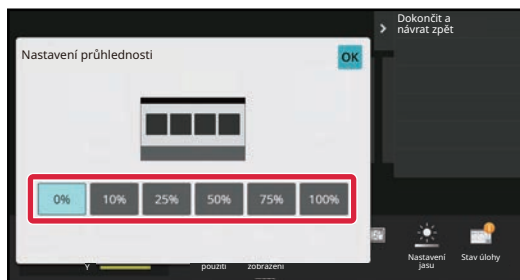 Dokončit a
návrat zpět
Nastavení průhlednosti
OK
0%
10%
25%
50%
75%
100%
Nastavení
jasu
Stav úlohy
Y
použití
zobrazení